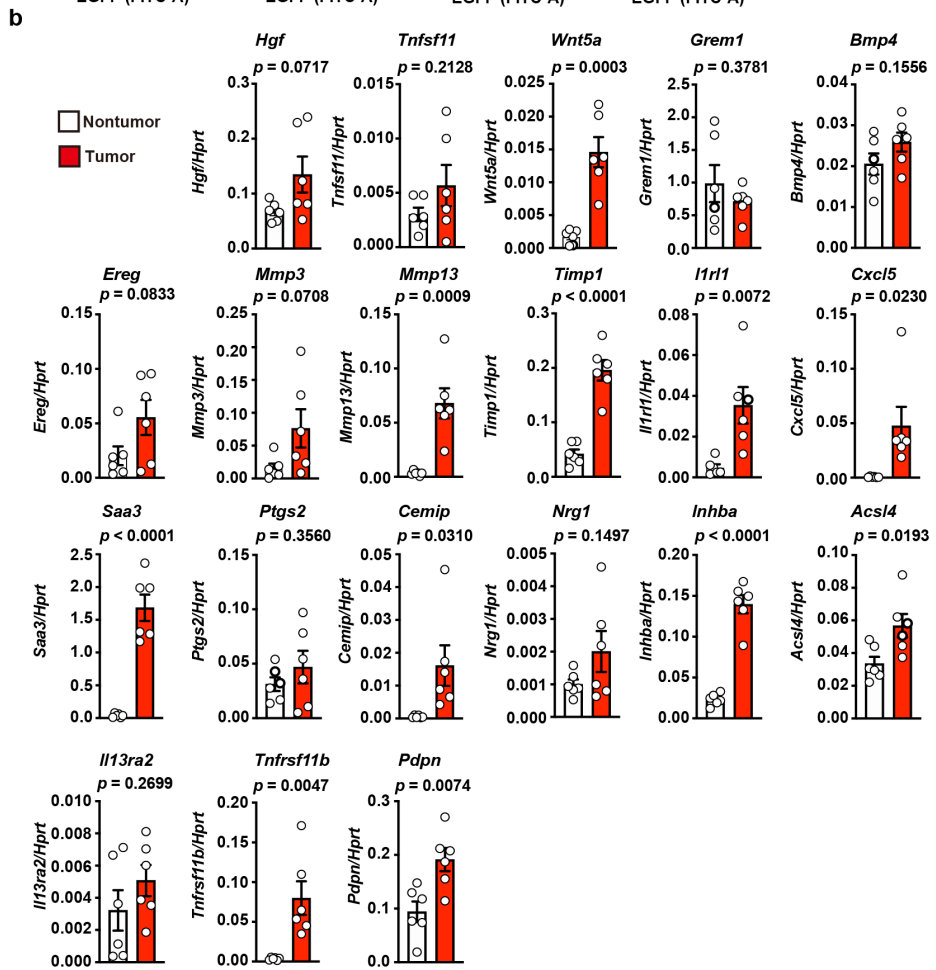 b
Nontumor
Tumor
Hgf
p = 0.0717
Hgf/Hprt
0.3
0.2
0.1
0.0
Tnfsf11
p = 0.2128
Tnfsf11/Hprt
0.015
0.010
0.005
0.000
Wnt5a
p = 0.0003
Wnt5a/Hprt
0.025
0.020
0.015
0.010
0.005
0.000
Grem1
p = 0.3781
Grem1/Hprt
2.5
2.0
1.5
1.0
0.5
0.0
Bmp4
p = 0.1556
Bmp4/Hprt
0.04
0.03
0.02
0.01
0.00
Ereg
p = 0.0833
Ereg/Hprt
0.15
0.10
0.05
0.00
Mmp3
p = 0.0708
Mmp3/Hprt
0.25
0.20
0.15
0.10
0.05
0.00
Mmp13
p = 0.0009
Mmp13/Hprt
0.15
0.10
0.05
0.00
Timp1
p < 0.0001
Timp1/Hprt
0.3
0.2
0.1
0.0
I1rl1
p = 0.0072
Il1rl1/Hprt
0.08
0.06
0.04
0.02
0.00
Cxcl5
p = 0.0230
Cxcl5/Hprt
0.15
0.10
0.05
0.00
Saa3
p < 0.0001
Saa3/Hprt
2.5
2.0
1.5
1.0
0.5
0.0
Ptgs2
p = 0.3560
Ptgs2/Hprt
0.15
0.10
0.05
0.00
Cemip
p = 0.0310
Cemip/Hprt
0.05
0.04
0.03
0.02
0.01
0.00
Nrg1
p = 0.1497
Nrg1/Hprt
0.005
0.004
0.003
0.002
0.001
0.000
Inhba
p < 0.0001
Inhba/Hprt
0.20
0.15
0.10
0.05
0.00
Acsl4
p = 0.0193
Acsl4/Hprt
0.10
0.08
0.06
0.04
0.02
0.00
Il13ra2
p = 0.2699
Il13ra2/Hprt
0.010
0.008
0.006
0.004
0.002
0.000
Tnfrsf11b
p = 0.0047
Tnfrsf11b/Hprt
0.20
0.15
0.10
0.05
0.00
Pdpn
p = 0.0074
Pdpn/Hprt
0.3
0.2
0.1
0.0